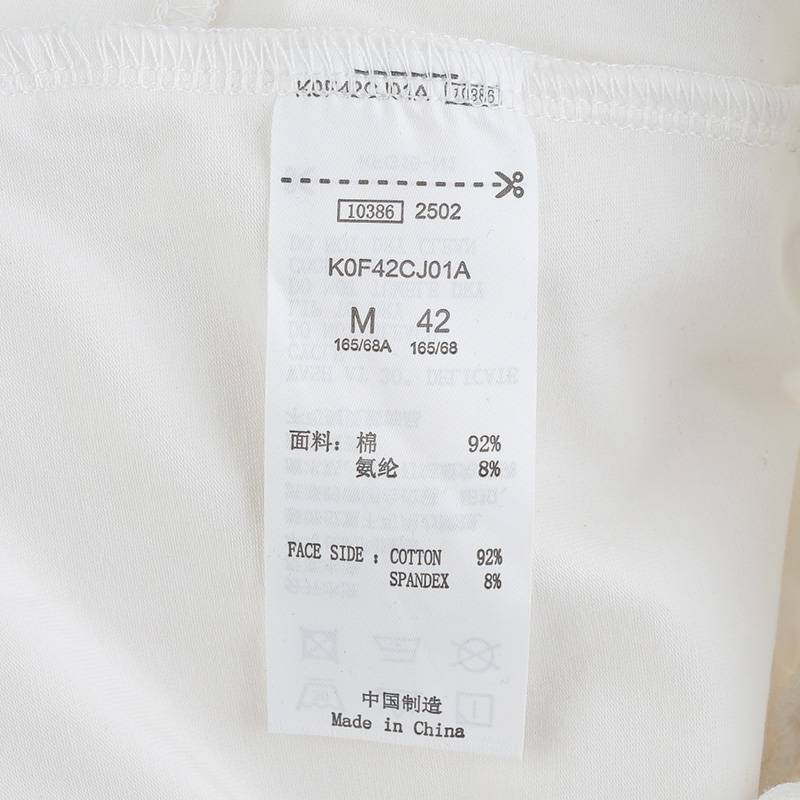 K0F42CJ01A 10386
10386 2502
K0F42CJ01A
M 42
165/68A 165/68
面料: 棉 92%
氨纶 8%
FACE SIDE : COTTON 92%
SPANDEX 8%
中国制造
Made in China